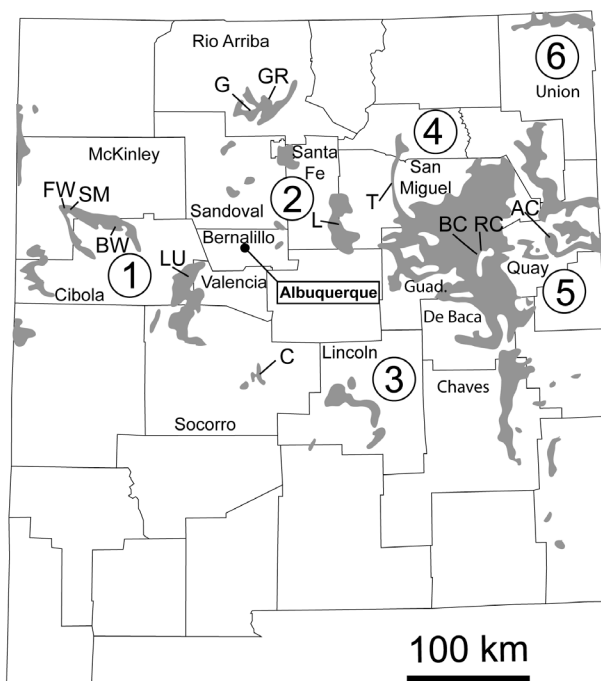 Rio Arriba
6
G
GR
Union
4
McKinley
Santa
Fe
San
Miguel
FW
SM
2
T
AC
Sandoval
L
BC
RC
BW
Bernalillo
1
LU
Quay
Valencia
Guad.
5
Cibola
Albuquerque
De Baca
C
Lincoln
3
Chaves
Socorro
100 km